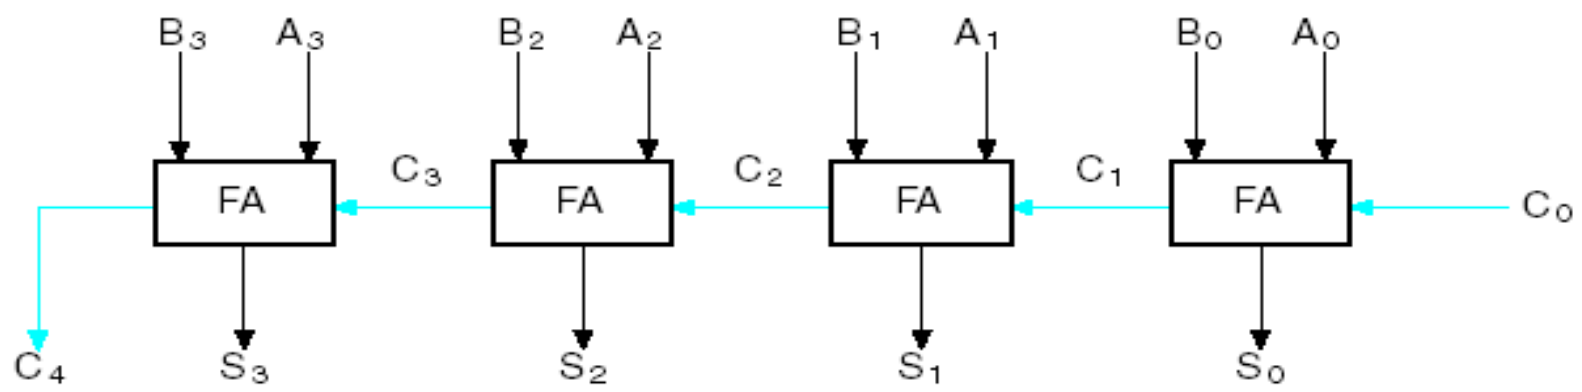 B₃ A₃ B₂ A₂ B₁ A₁ B₀ A₀
C₃ C₂ C₁
FA FA FA FA C₀
C₄ S₃ S₂ S₁ S₀